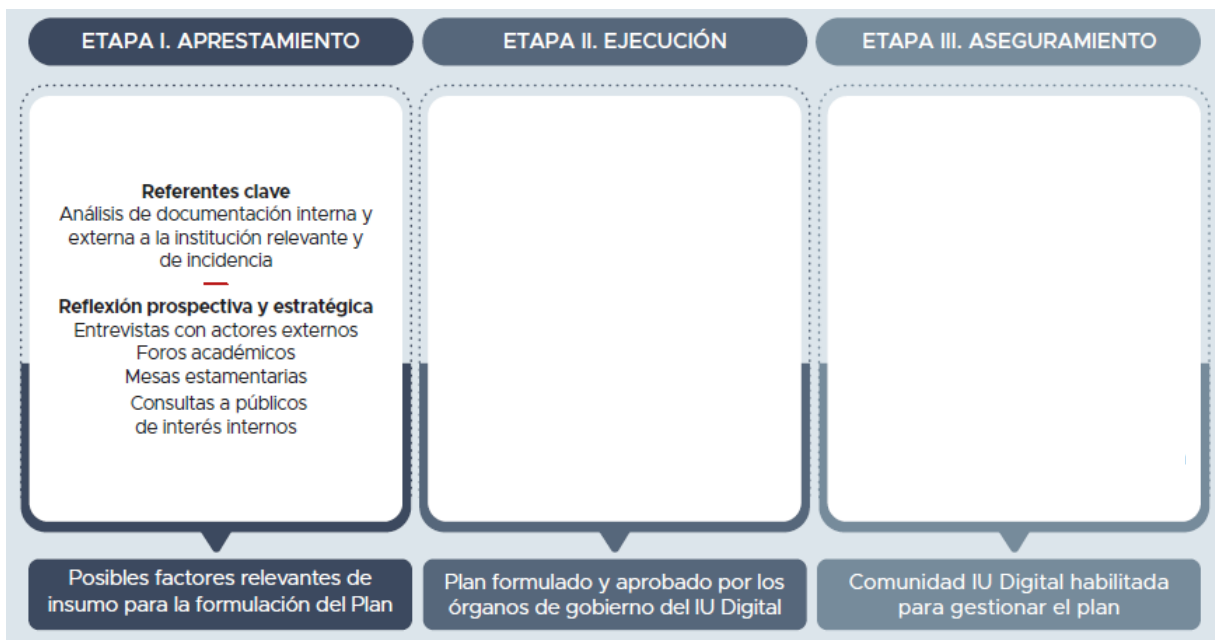 ETAPA I. APRESTAMIENTO
ETAPA II. EJECUCIÓN
ETAPA III. ASEGURAMIENTO
Referentes clave
Análisis de documentación interna y
externa a la institución relevante y
de incidencia
Reflexión prospectiva y estratégica
Entrevistas con actores externos
Foros académicos
Mesas estamentarias
Consultas a públicos
de interés internos
Posibles factores relevantes de
insumo para la formulación del Plan
Plan formulado y aprobado por los
órganos de gobierno del IU Digital
Comunidad IU Digital habilitada
para gestionar el plan